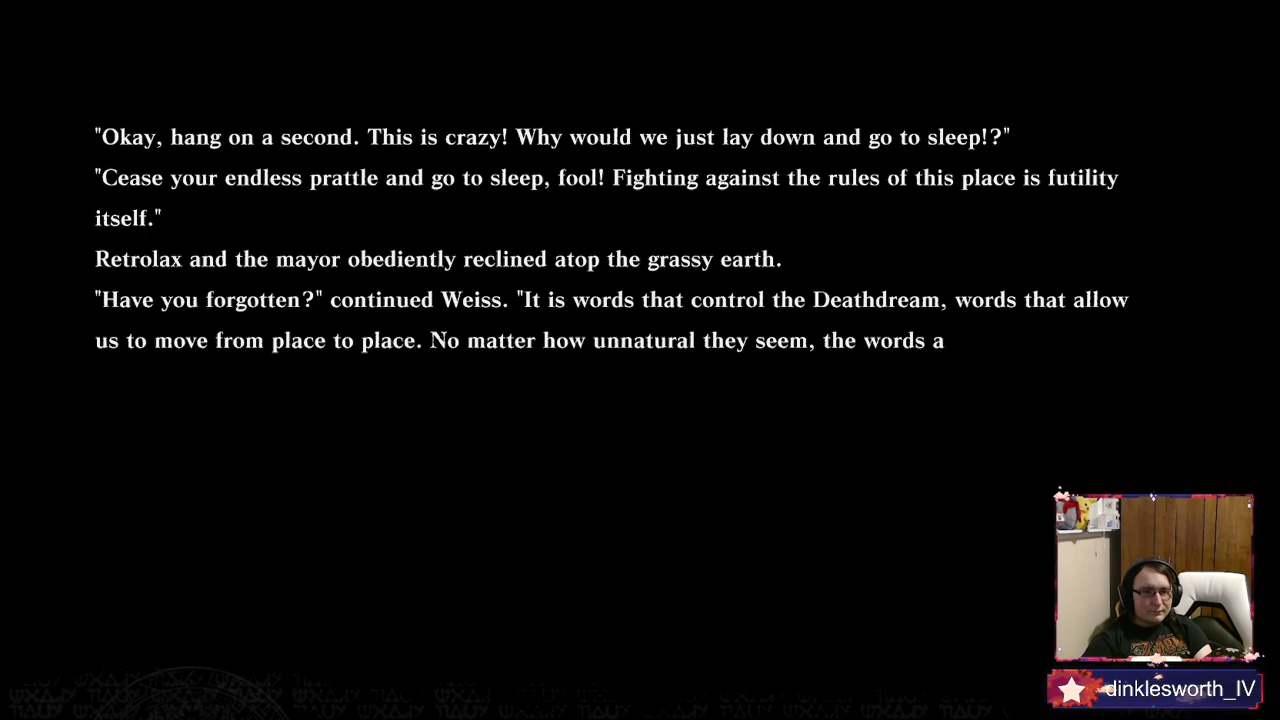 "Okay, hang on a second. This is crazy! Why would we just lay down and go to sleep!?"
"Cease your endless prattle and go to sleep, fool! Fighting against the rules of this place is futility
itself."
Retrolax and the mayor obediently reclined atop the grassy earth.
"Have you forgotten?" continued Weiss. "It is words that control the Deathdream, words that allow
us to move from place to place. No matter how unnatural they seem, the words a
dinklesworth_IV